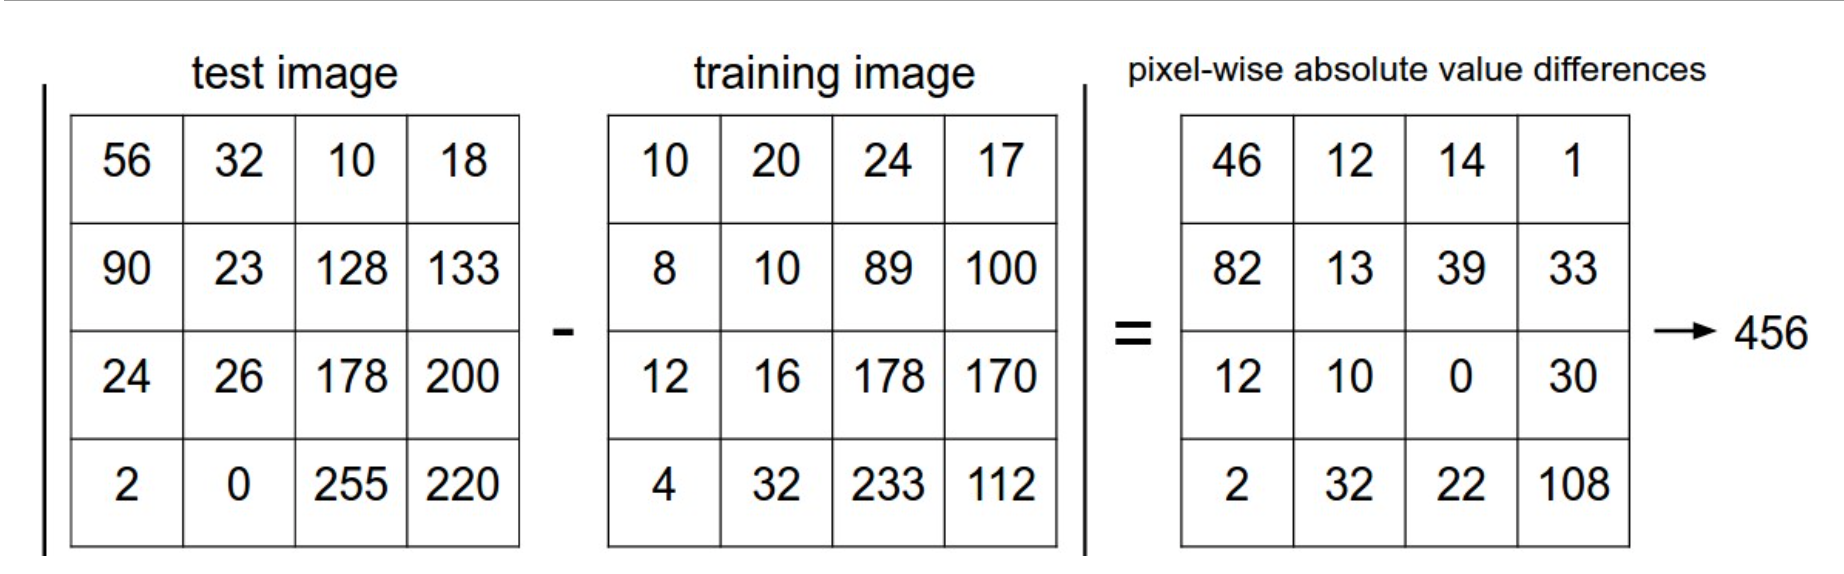 test image training image pixel-wise absolute value differences
56 32 10 18 10 20 24 17 46 12 14 1
90 23 128 133 8 10 89 100 82 13 39 33
- = → 456
24 26 178 200 12 16 178 170 12 10 0 30
2 0 255 220 4 32 233 112 2 32 22 108